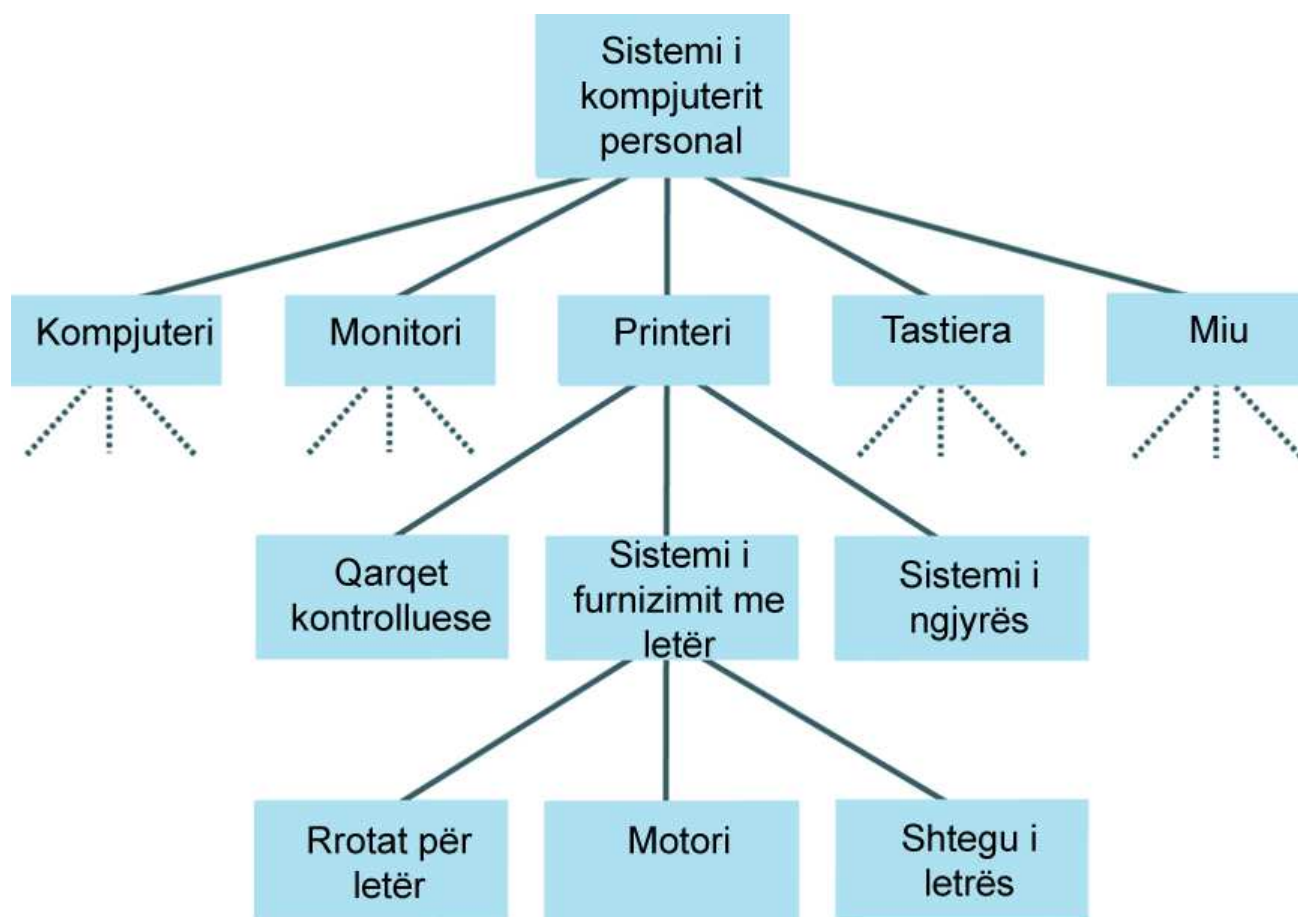 Sistemi i
kompjuterit
personal
Kompjuteri
Monitori
Printeri
Tastiera
Miu
Qarqet
kontrolluese
Sistemi i
furnizimit me
letër
Sistemi i
ngjyrës
Rrotat për
letër
Motori
Shtegu i
letrës